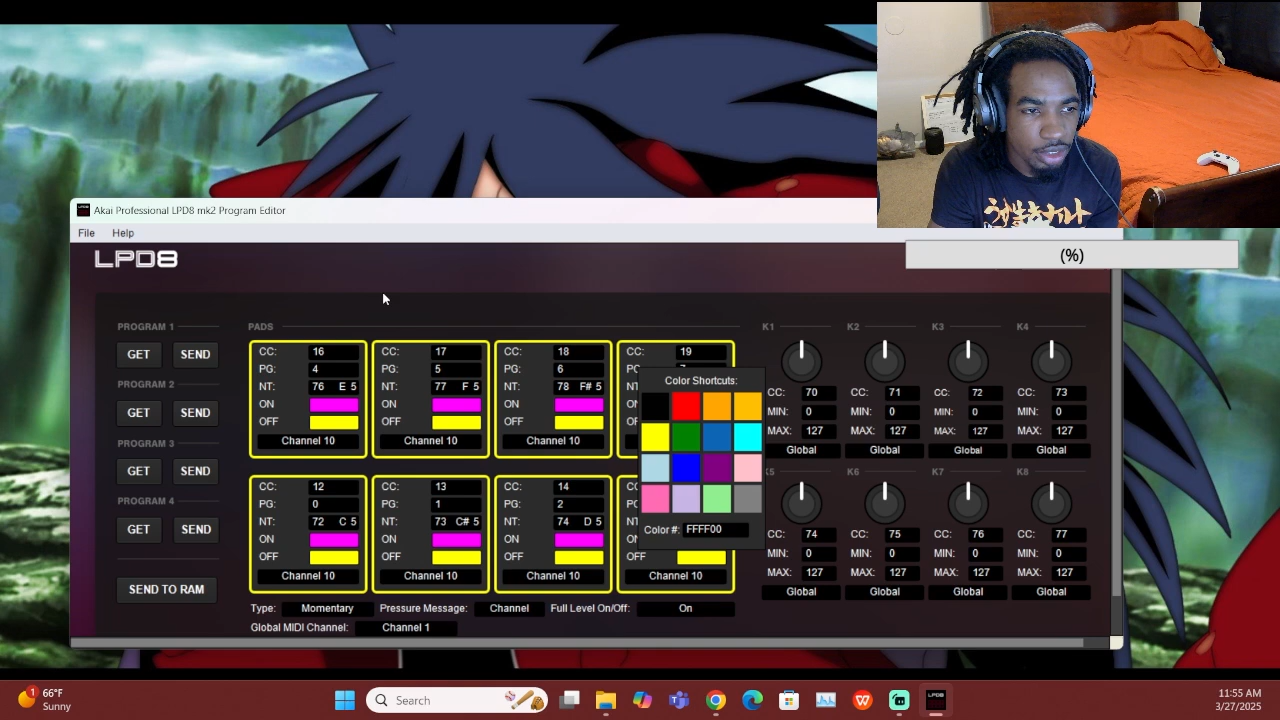 Akai Professional LPD8 mk2 Program Editor
File Help
(%)
LPD8
PROGRAM 1
GET SEND
PROGRAM 2
GET SEND
PROGRAM 3
GET SEND
PROGRAM 4
GET SEND
SEND TO RAM
PADS
CC: 16
PG: 4
NT: 76 E 5
ON
OFF
Channel 10
CC: 17
PG: 5
NT: 77 F 5
ON
OFF
Channel 10
CC: 18
PG: 6
NT: 78 F# 5
ON
OFF
Channel 10
CC: 19
CC: 12
PG: 0
NT: 72 C 5
ON
OFF
Channel 10
CC: 13
PG: 1
NT: 73 C# 5
ON
OFF
Channel 10
CC: 14
PG: 2
NT: 74 D 5
ON
OFF
Channel 10
OFF
Channel 10
Color Shortcuts:
Color #: FFFF00
Type: Momentary Pressure Message: Channel Full Level On/Off: On
Global MIDI Channel: Channel 1
K1 K2 K3 K4
CC: 70 CC: 71 CC: 72 CC: 73
MIN: 0 MIN: 0 MIN: 0 MIN: 0
MAX: 127 MAX: 127 MAX: 127 MAX: 127
Global Global Global Global
K5 K6 K7 K8
CC: 74 CC: 75 CC: 76 CC: 77
MIN: 0 MIN: 0 MIN: 0 MIN: 0
MAX: 127 MAX: 127 MAX: 127 MAX: 127
Global Global Global Global
1
66°F
Sunny
Search
LPD8
11:55 AM
3/27/2025